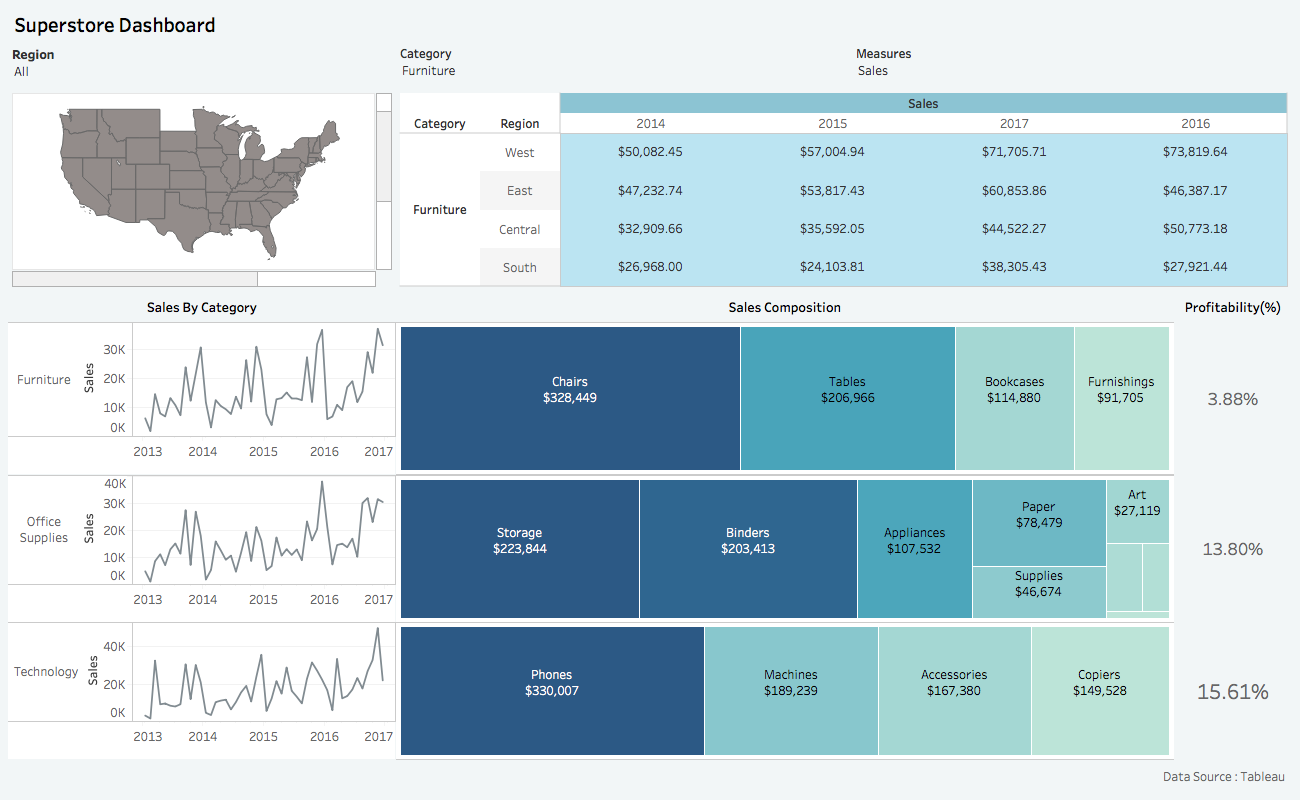 Superstore Dashboard
Region
All
Category
Furniture
Measures
Sales
Sales
Category Region 2014 2015 2017 2016
Furniture
West $50,082.45 $57,004.94 $71,705.71 $73,819.64
East $47,232.74 $53,817.43 $60,853.86 $46,387.17
Central $32,909.66 $35,592.05 $44,522.27 $50,773.18
South $26,968.00 $24,103.81 $38,305.43 $27,921.44
Sales By Category
Sales Composition
Profitability(%)
Furniture
Sales
30K
20K
10K
0K
2013 2014 2015 2016 2017
Chairs
$328,449
Tables
$206,966
Bookcases
$114,880
Furnishings
$91,705
3.88%
Office
Supplies
Sales
40K
30K
20K
10K
0K
2013 2014 2015 2016 2017
Storage
$223,844
Binders
$203,413
Appliances
$107,532
Paper
$78,479
Supplies
$46,674
Art
$27,119
13.80%
Technology
Sales
40K
20K
0K
2013 2014 2015 2016 2017
Phones
$330,007
Machines
$189,239
Accessories
$167,380
Copiers
$149,528
15.61%
Data Source : Tableau